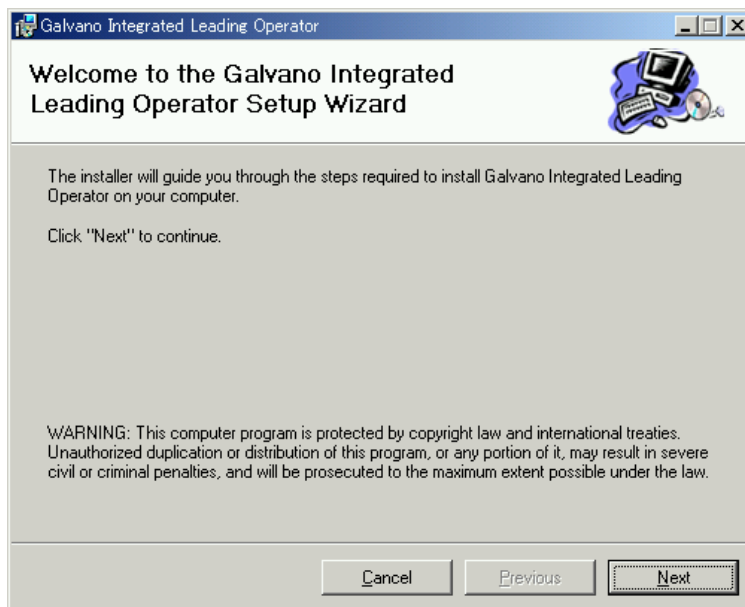 Galvano Integrated Leading Operator
Welcome to the Galvano Integrated
Leading Operator Setup Wizard
The installer will guide you through the steps required to install Galvano Integrated Leading
Operator on your computer.
Click "Next" to continue.
WARNING: This computer program is protected by copyright law and international treaties.
Unauthorized duplication or distribution of this program, or any portion of it, may result in severe
civil or criminal penalties, and will be prosecuted to the maximum extent possible under the law.
Cancel Previous Next